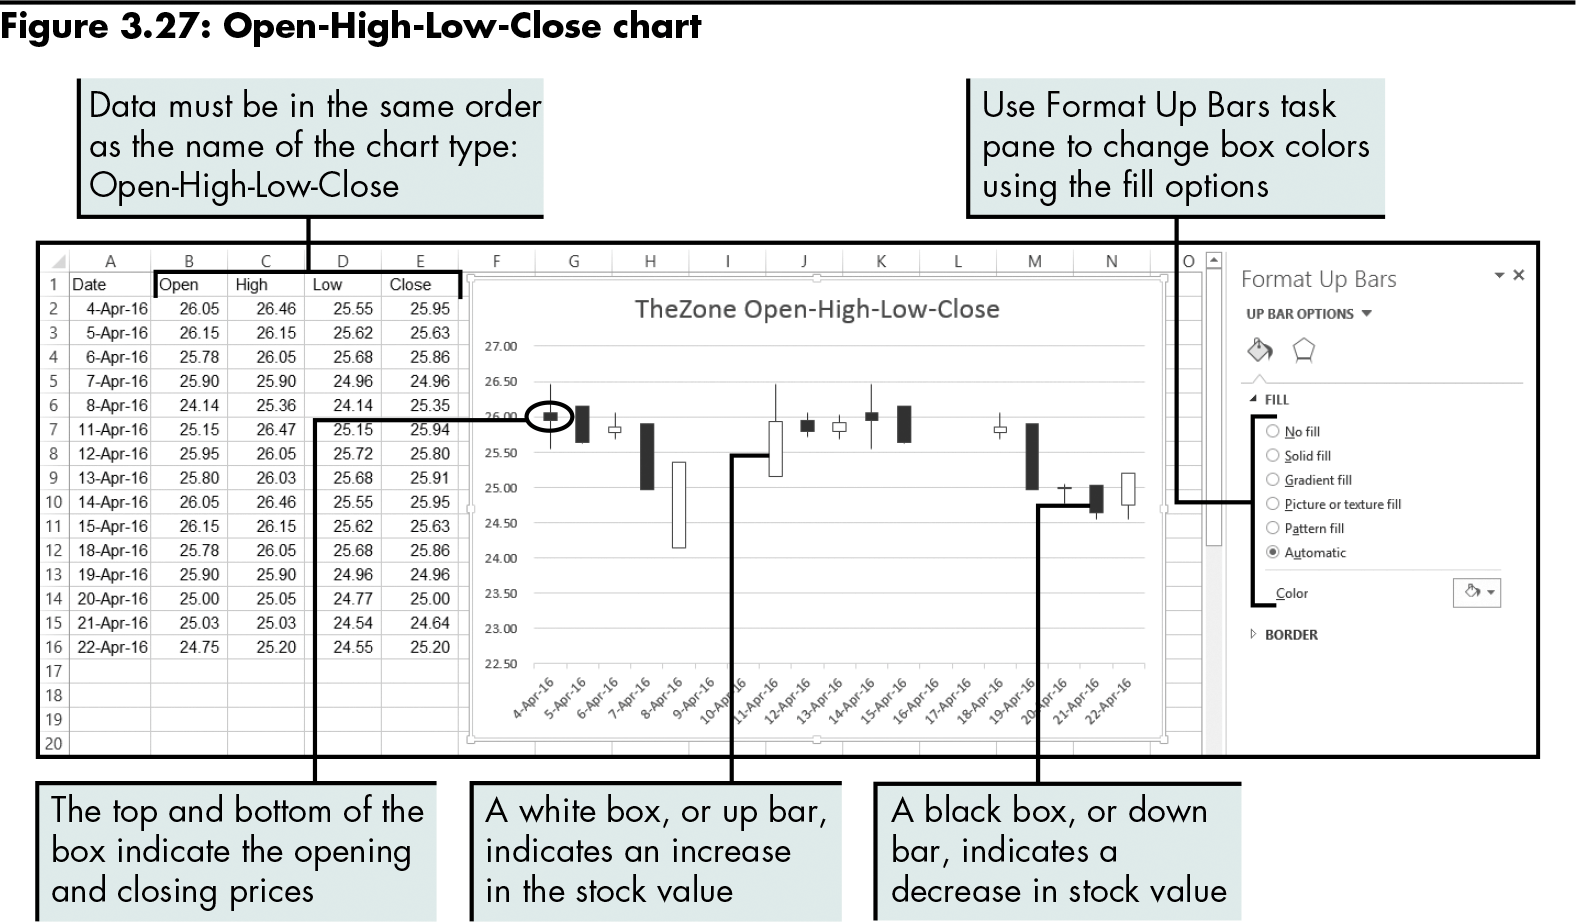 Figure 3.27: Open-High-Low-Close chart
Data must be in the same order
as the name of the chart type:
Open-High-Low-Close
Use Format Up Bars task
pane to change box colors
using the fill options
A B C D E F G H I J K L M N O
1 Date Open High Low Close
2 4-Apr-16 26.05 26.46 25.55 25.95
3 5-Apr-16 26.15 26.15 25.62 25.63
4 6-Apr-16 25.78 26.05 25.68 25.86
5 7-Apr-16 25.90 25.90 24.96 24.96
6 8-Apr-16 24.14 25.36 24.14 25.35
7 11-Apr-16 25.15 26.47 25.15 25.94
8 12-Apr-16 25.95 26.05 25.72 25.80
9 13-Apr-16 25.80 26.03 25.68 25.91
10 14-Apr-16 26.05 26.46 25.55 25.95
11 15-Apr-16 26.15 26.15 25.62 25.63
12 18-Apr-16 25.78 26.05 25.68 25.86
13 19-Apr-16 25.90 25.90 24.96 24.96
14 20-Apr-16 25.00 25.05 24.77 25.00
15 21-Apr-16 25.03 25.03 24.54 24.64
16 22-Apr-16 24.75 25.20 24.55 25.20
17
18
19
20
TheZone Open-High-Low-Close
27.00
26.50
26.00
25.50
25.00
24.50
24.00
23.50
23.00
22.50
4-Apr-16 5-Apr-16 6-Apr-16 7-Apr-16 8-Apr-16 9-Apr-16 10-Apr-16 11-Apr-16 12-Apr-16 13-Apr-16 14-Apr-16 15-Apr-16 16-Apr-16 17-Apr-16 18-Apr-16 19-Apr-16 20-Apr-16 21-Apr-16 22-Apr-16
Format Up Bars
UP BAR OPTIONS
FILL
No fill
Solid fill
Gradient fill
Picture or texture fill
Pattern fill
Automatic
Color
BORDER
The top and bottom of the
box indicate the opening
and closing prices
A white box, or up bar,
indicates an increase
in the stock value
A black box, or down
bar, indicates a
decrease in stock value